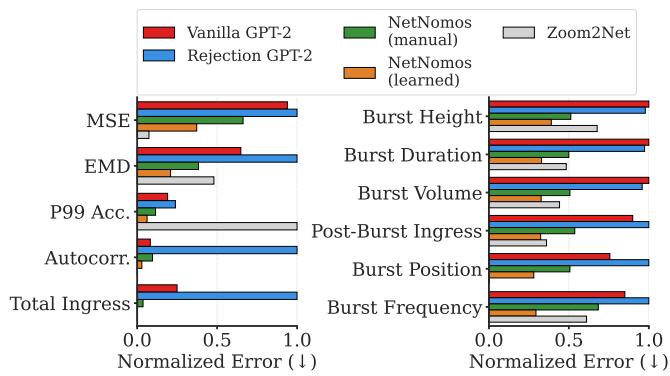 Vanilla GPT-2
Rejection GPT-2
NetNomos
(manual)
NetNomos
(learned)
Zoom2Net
MSE
EMD
P99 Acc.
Autocorr.
Total Ingress
0.0 0.5 1.0
Normalized Error (↓)
Burst Height
Burst Duration
Burst Volume
Post-Burst Ingress
Burst Position
Burst Frequency
0.0 0.5 1.0
Normalized Error (↓)